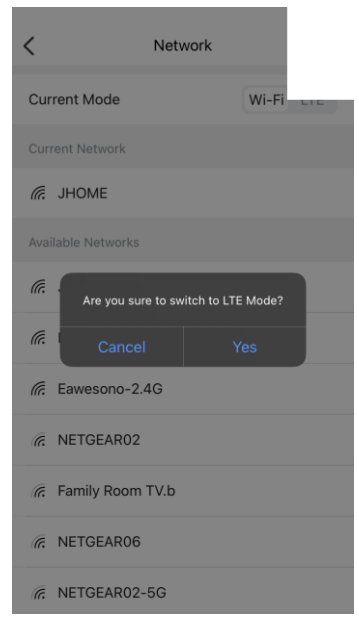 Network
Current Mode Wi-Fi LTE
Current Network
JHOME
Available Networks
Are you sure to switch to LTE Mode?
Cancel Yes
Eawesono-2.4G
NETGEAR02
Family Room TV.b
NETGEAR06
NETGEAR02-5G